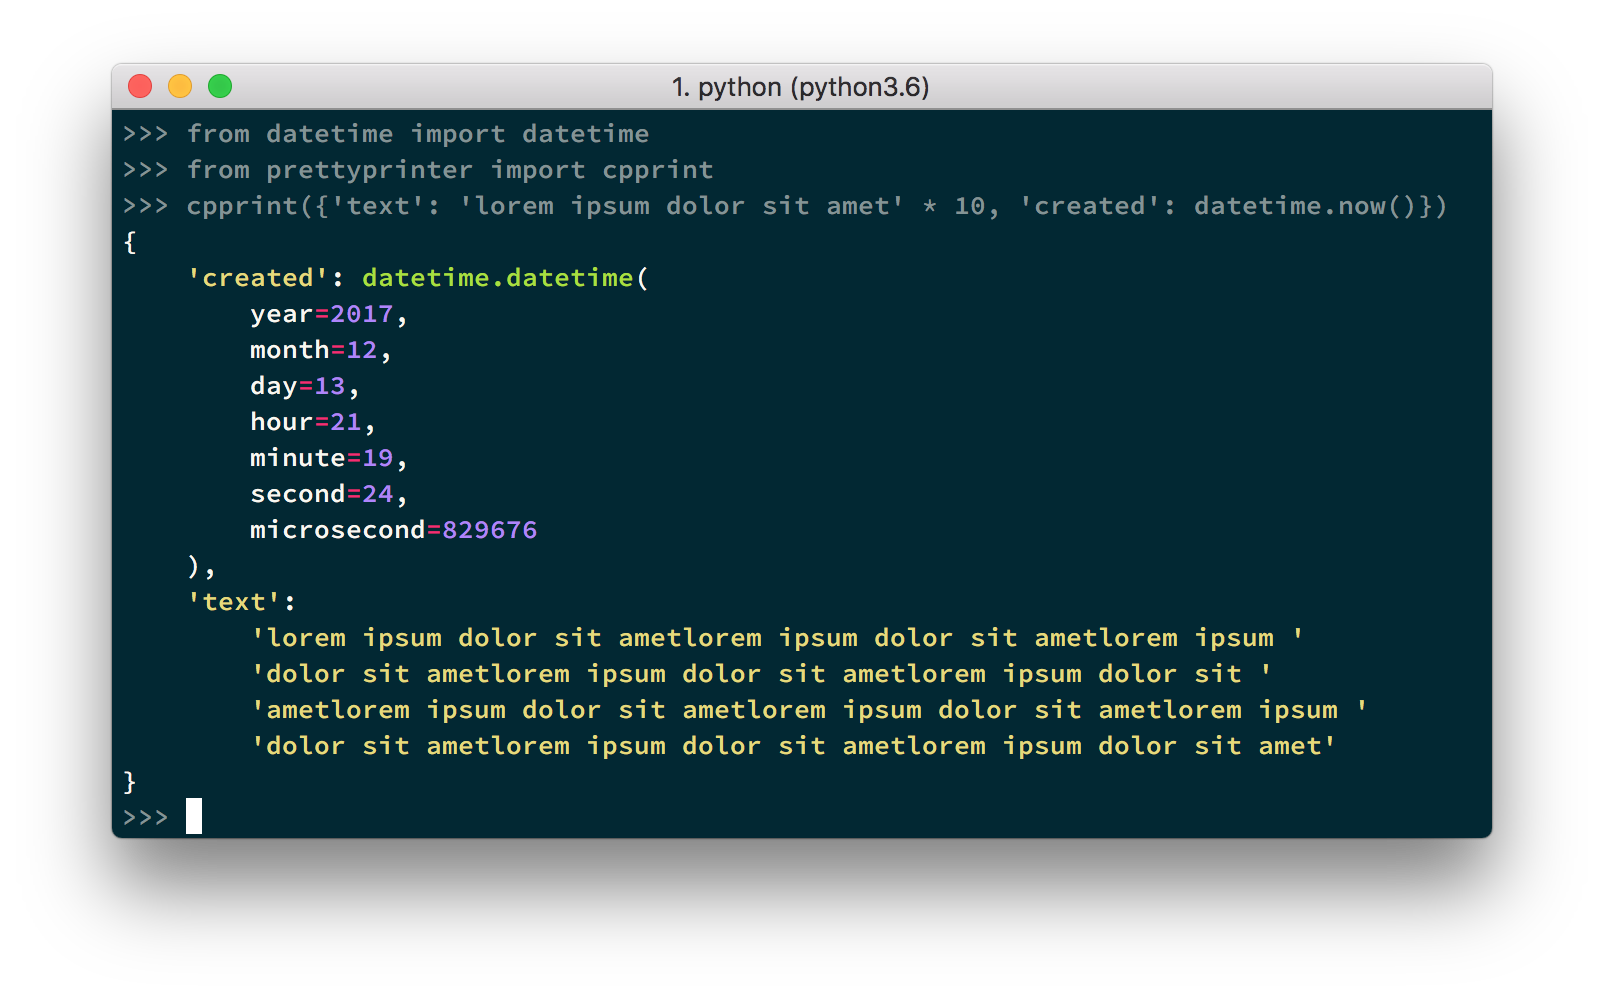 1. python (python3.6)
>>> from datetime import datetime
>>> from prettyprinter import cpprint
>>> cpprint({'text': 'lorem ipsum dolor sit amet' * 10, 'created': datetime.now()})
{
    'created': datetime.datetime(
        year=2017,
        month=12,
        day=13,
        hour=21,
        minute=19,
        second=24,
        microsecond=829676
    ),
    'text':
        'lorem ipsum dolor sit ametlorem ipsum dolor sit ametlorem ipsum '
        'dolor sit ametlorem ipsum dolor sit ametlorem ipsum dolor sit '
        'ametlorem ipsum dolor sit ametlorem ipsum dolor sit ametlorem ipsum '
        'dolor sit ametlorem ipsum dolor sit ametlorem ipsum dolor sit amet'
}
>>>